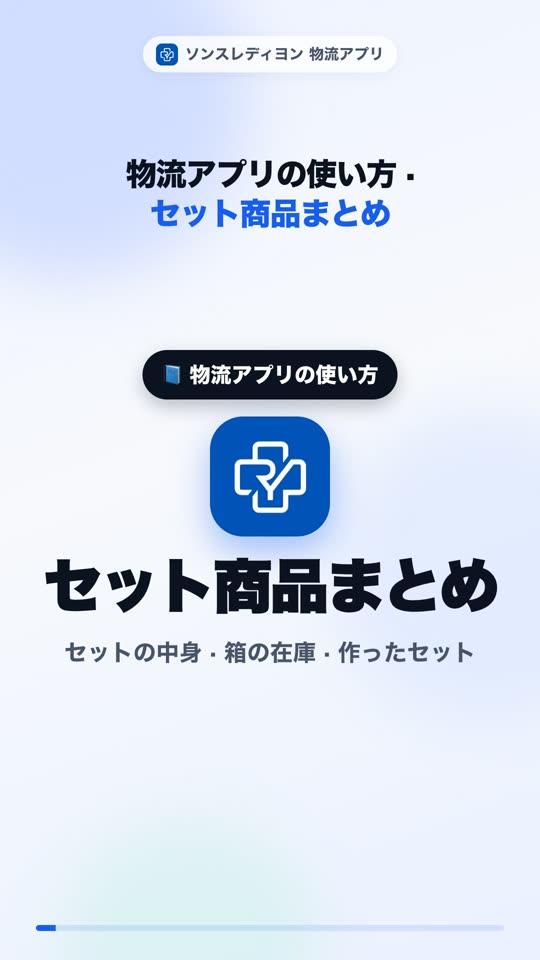 ソンスレディヨン 物流アプリ
物流アプリの使い方 ·
セット商品まとめ
物流アプリの使い方
RY
セット商品まとめ
セットの中身 · 箱の在庫 · 作ったセット